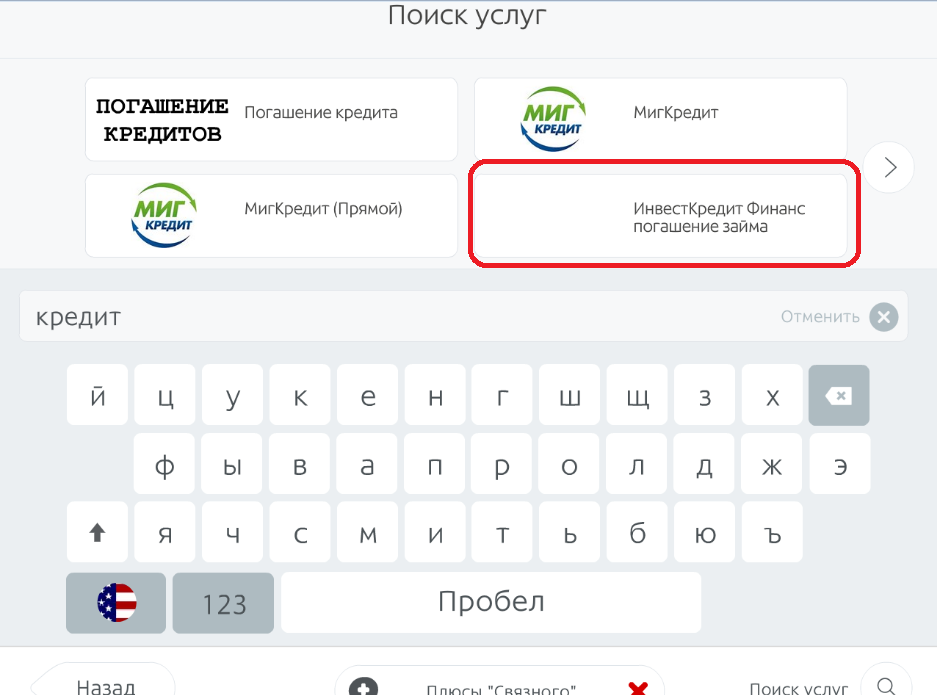 Поиск услуг
ПОГАШЕНИЕ
КРЕДИТОВ
Погашение кредита
МИГ
КРЕДИТ
МигКредит
МИГ
КРЕДИТ
МигКредит (Прямой)
ИнвестКредит Финанс
погашение займа
кредит
Отменить
й ц у к е н г ш щ з х
ф ы в а п р о л д ж э
я ч с м и т ь б ю ъ
123
Пробел
Назад
Плюсы "Связного"
Поиск услуг